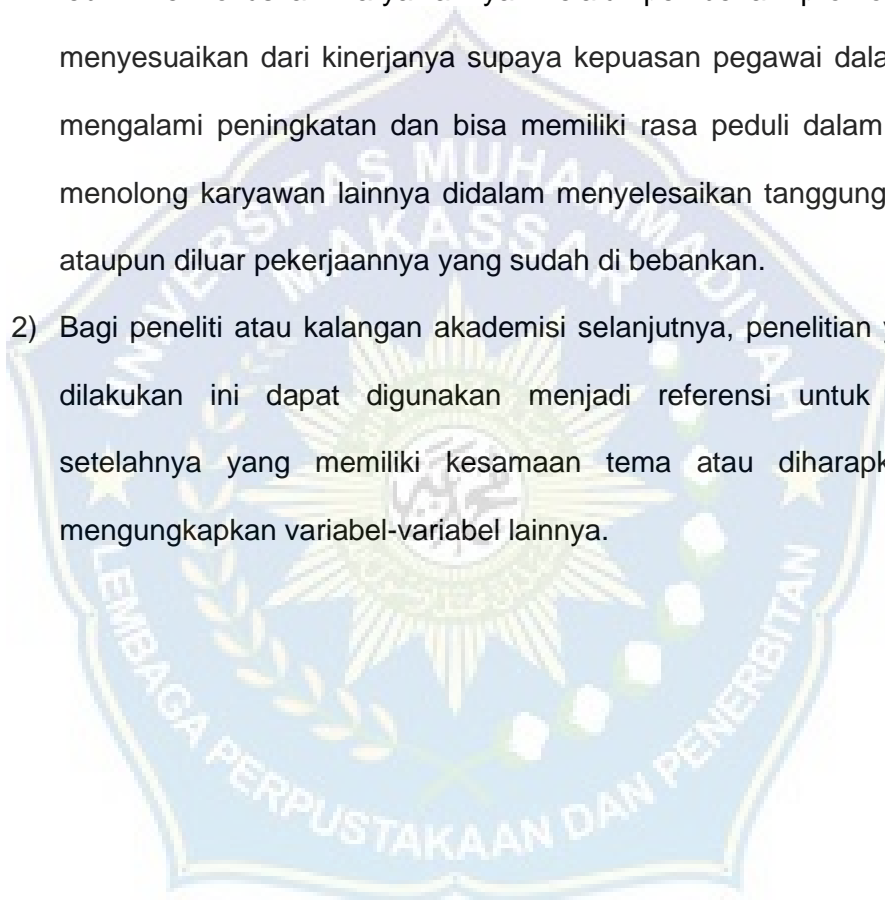 menyesuaikan dari kinerjanya supaya kepuasan pegawai
mengalami peningkatan dan bisa memiliki rasa peduli dalam
menolong karyawan lainnya didalam menyelesaikan tanggung
ataupun diluar pekerjaannya yang sudah di bebankan.
2) Bagi peneliti atau kalangan akademisi selanjutnya, penelitian
dilakukan ini dapat digunakan menjadi referensi untuk
setelahnya yang memiliki kesamaan tema atau
mengungkapkan variabel-variabel lainnya.
UNIVERSITAS MUHAMMADIYAH
MAKASSAR
LEMBAGA PERPUSTAKAAN DAN PENERBITAN